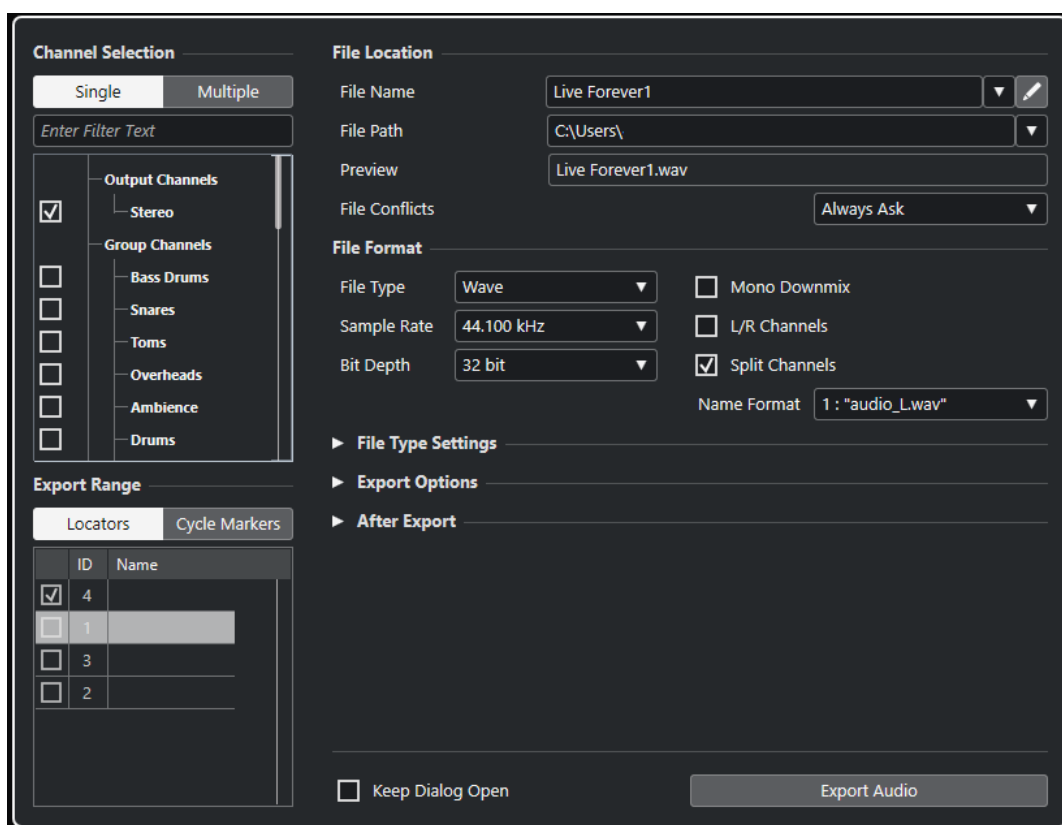 Channel Selection
Single Multiple
Enter Filter Text
Output Channels
Stereo
Group Channels
Bass Drums
Snares
Toms
Overheads
Ambience
Drums
Export Range
Locators Cycle Markers
ID Name
4
1
3
2
File Location
File Name Live Forever1
File Path C:\Users\
Preview Live Forever1.wav
File Conflicts Always Ask
File Format
File Type Wave Mono Downmix
Sample Rate 44.100 kHz L/R Channels
Bit Depth 32 bit Split Channels
Name Format 1 : "audio_L.wav"
File Type Settings
Export Options
After Export
Keep Dialog Open Export Audio